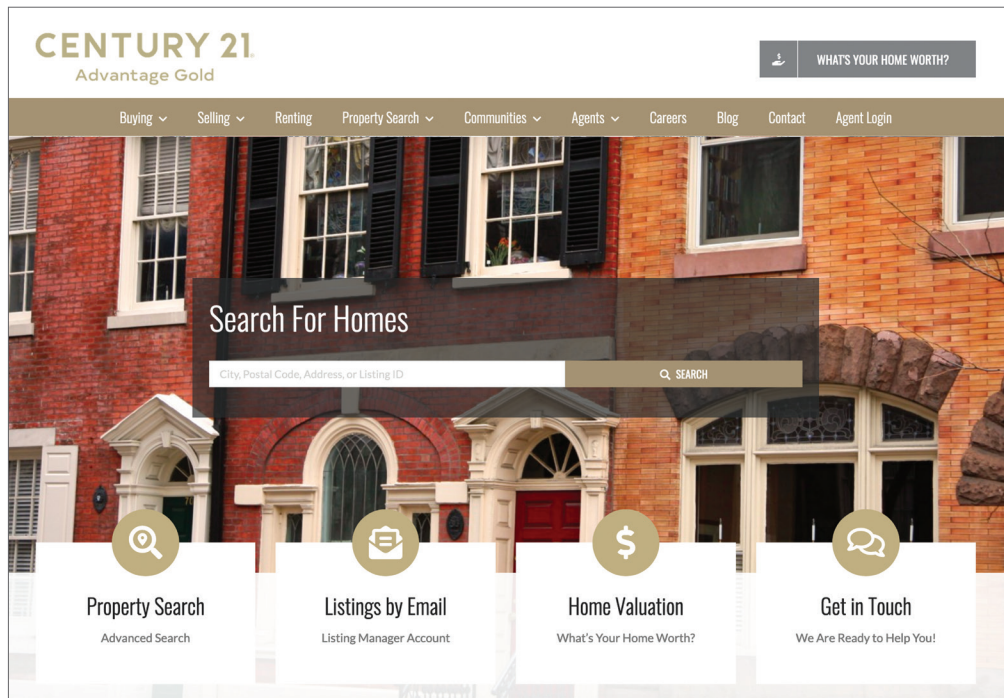 CENTURY 21®
Advantage Gold
WHAT'S YOUR HOME WORTH?
Buying Selling Renting Property Search Communities Agents Careers Blog Contact Agent Login
Search For Homes
City, Postal Code, Address, or Listing ID
SEARCH
Property Search
Advanced Search
Listings by Email
Listing Manager Account
Home Valuation
What's Your Home Worth?
Get in Touch
We Are Ready to Help You!